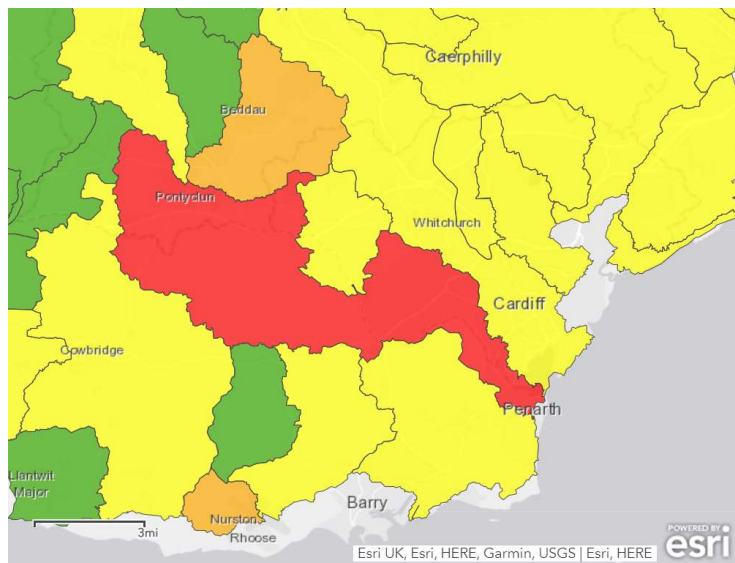 Caerphilly
Beddau
Pontyclun
Whitchurch
Cardiff
Cowbridge
Penarth
Llantwit
Major
Barry
Nurston
Rhoose
3mi
Esri UK, Esri, HERE, Garmin, USGS | Esri, HERE
POWERED BY
esri